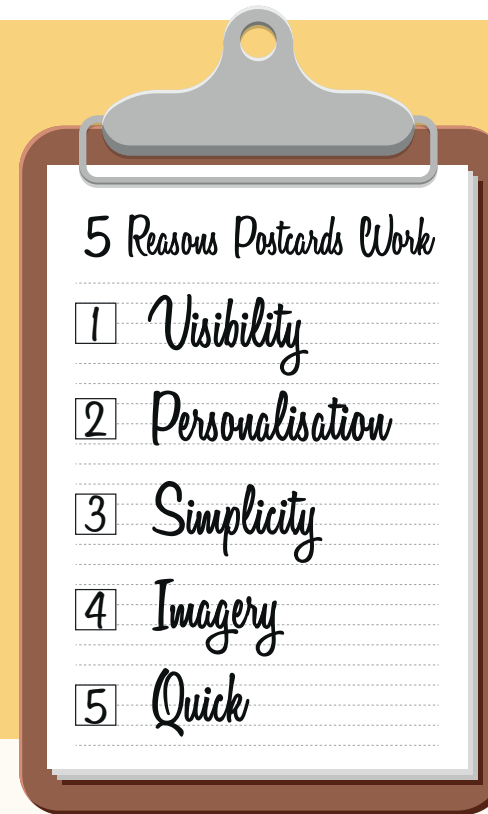 5 Reasons Postcards Work
1 Visibility
2 Personalisation
3 Simplicity
4 Imagery
5 Quick